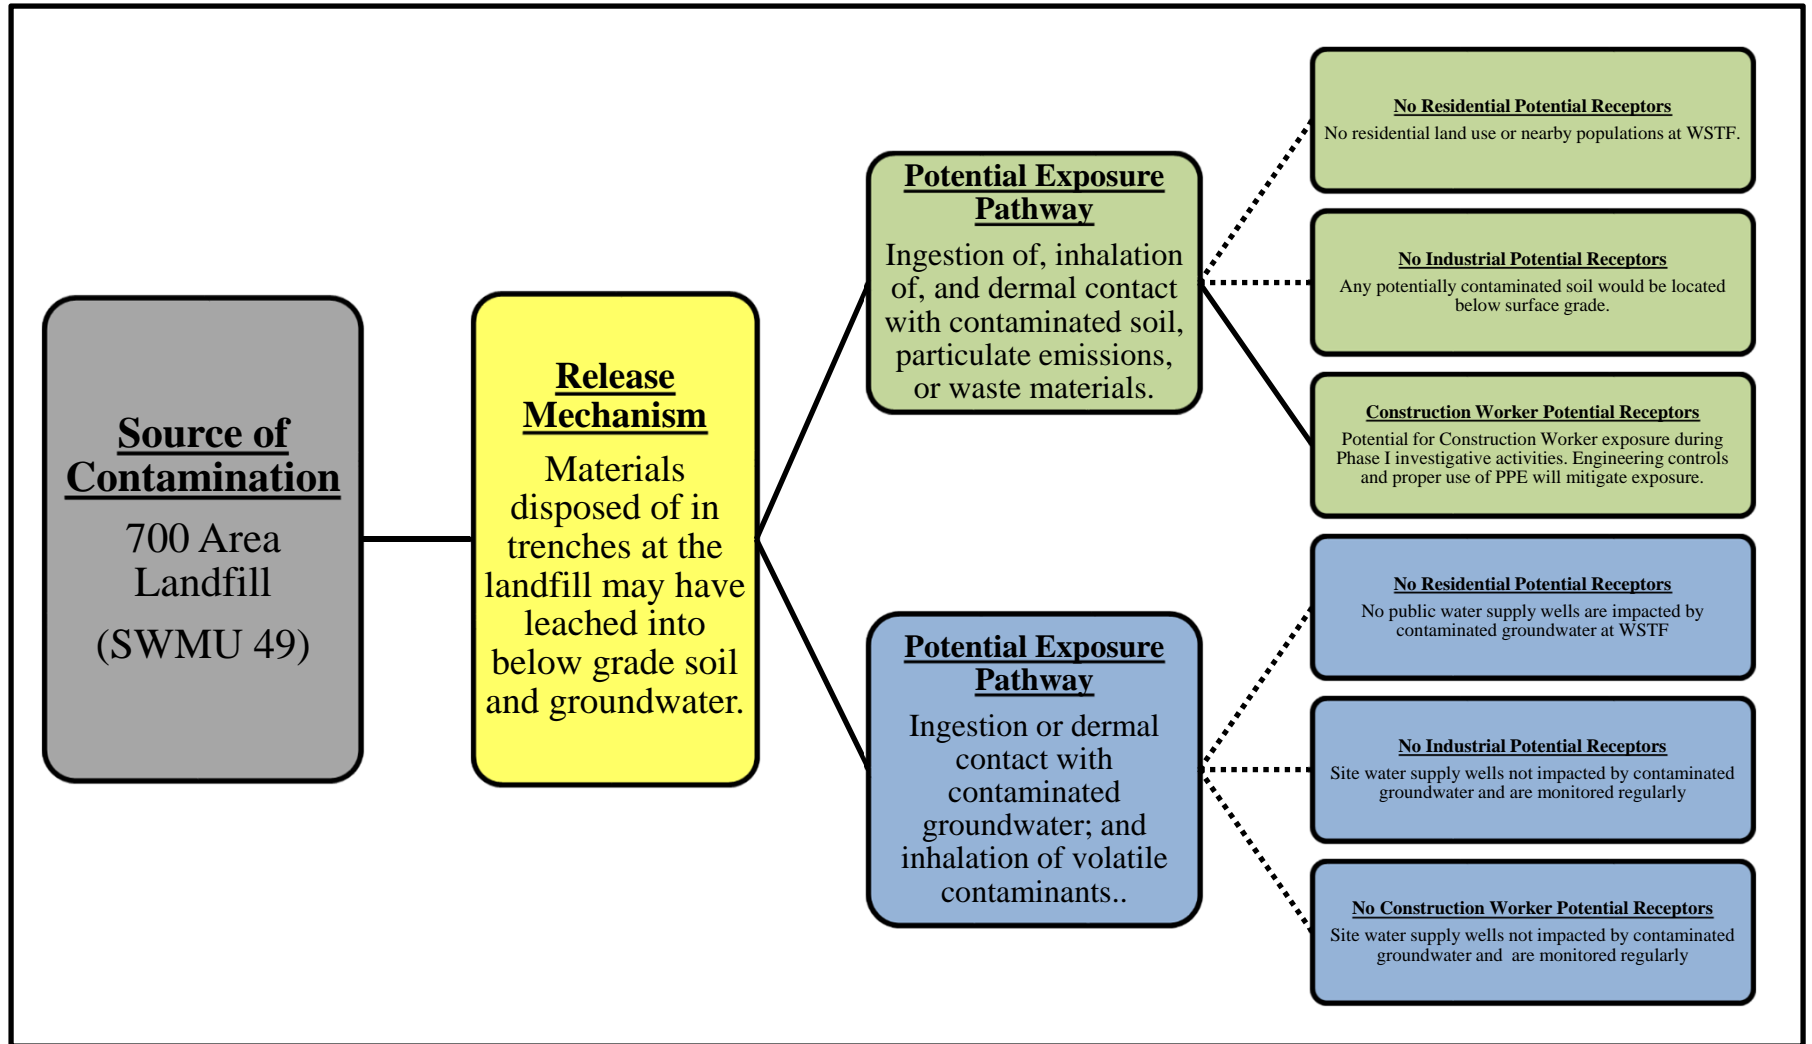 Source of
Contamination
700 Area
Landfill
(SWMU 49)
Release
Mechanism
Materials
disposed of in
trenches at the
landfill may have
leached into
below grade soil
and groundwater.
Potential Exposure
Pathway
Ingestion of, inhalation
of, and dermal contact
with contaminated soil,
particulate emissions,
or waste materials.
Potential Exposure
Pathway
Ingestion or dermal
contact with
contaminated
groundwater; and
inhalation of volatile
contaminants..
No Residential Potential Receptors
No residential land use or nearby populations at WSTF.
No Industrial Potential Receptors
Any potentially contaminated soil would be located
below surface grade.
Construction Worker Potential Receptors
Potential for Construction Worker exposure during
Phase I investigative activities. Engineering controls
and proper use of PPE will mitigate exposure.
No Residential Potential Receptors
No public water supply wells are impacted by
contaminated groundwater at WSTF
No Industrial Potential Receptors
Site water supply wells not impacted by contaminated
groundwater and are monitored regularly
No Construction Worker Potential Receptors
Site water supply wells not impacted by contaminated
groundwater and  are monitored regularly